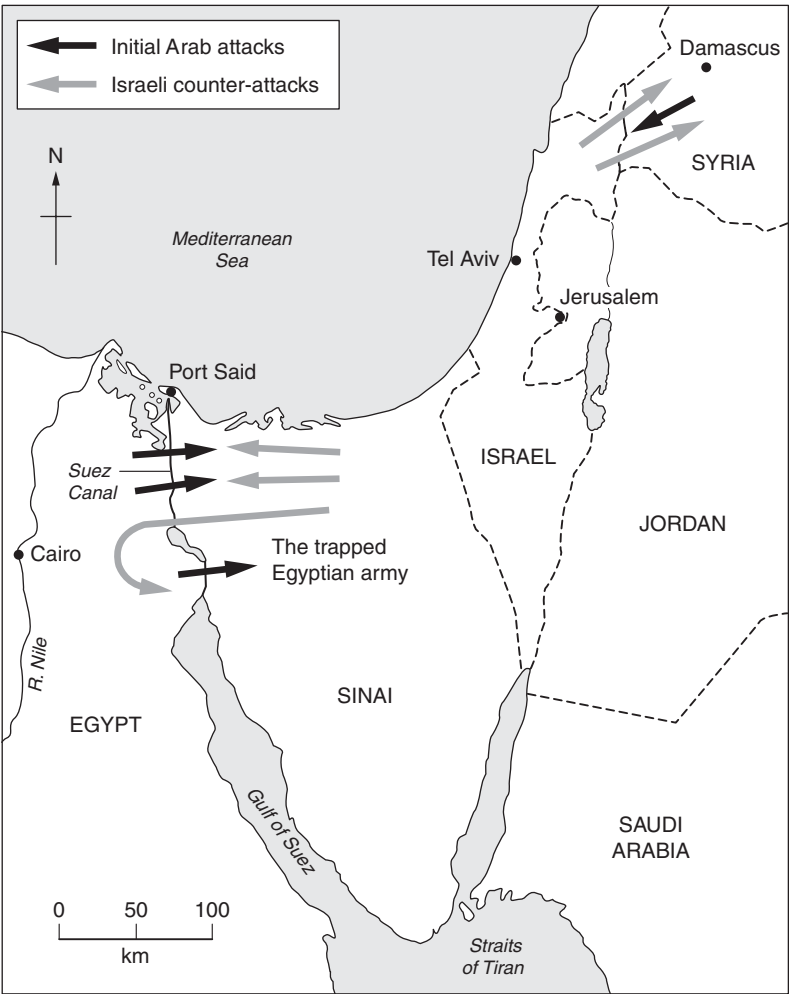 Initial Arab attacks
Israeli counter-attacks
N
Damascus
SYRIA
Mediterranean
Sea
Tel Aviv
Jerusalem
Port Said
Suez
Canal
ISRAEL
JORDAN
Cairo
The trapped
Egyptian army
R. Nile
SINAI
EGYPT
Gulf of Suez
SAUDI
ARABIA
0 50 100
km
Straits
of Tiran